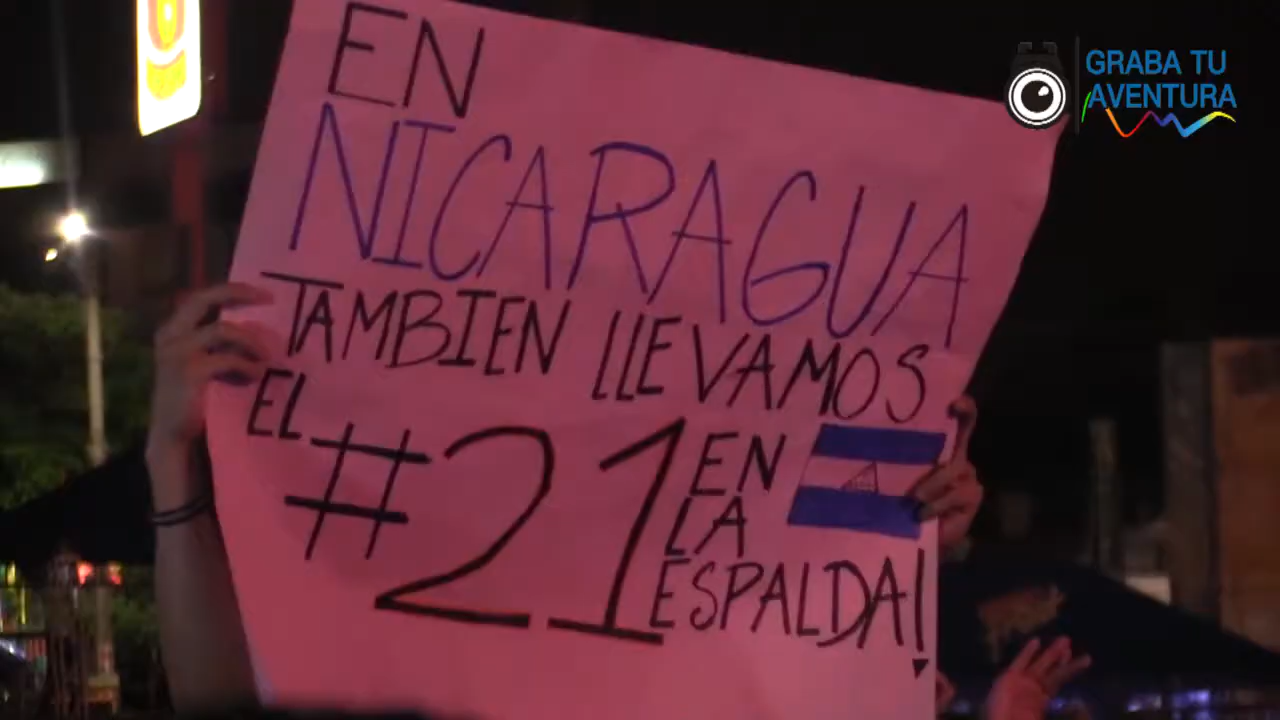 GRABA TU
AVENTURA
EN
NICARAGUA
TAMBIEN LLEVAMOS
EL #21 EN
LA
ESPALDA!